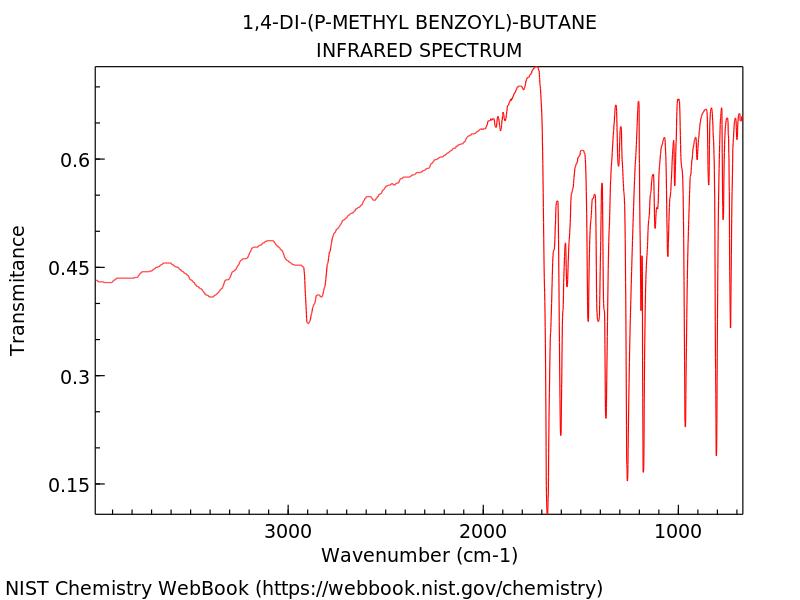 1,4-DI-(P-METHYL BENZOYL)-BUTANE
INFRARED SPECTRUM
Transmitance
0.6
0.45
0.3
0.15
3000 2000 1000
Wavenumber (cm-1)
NIST Chemistry WebBook (https://webbook.nist.gov/chemistry)